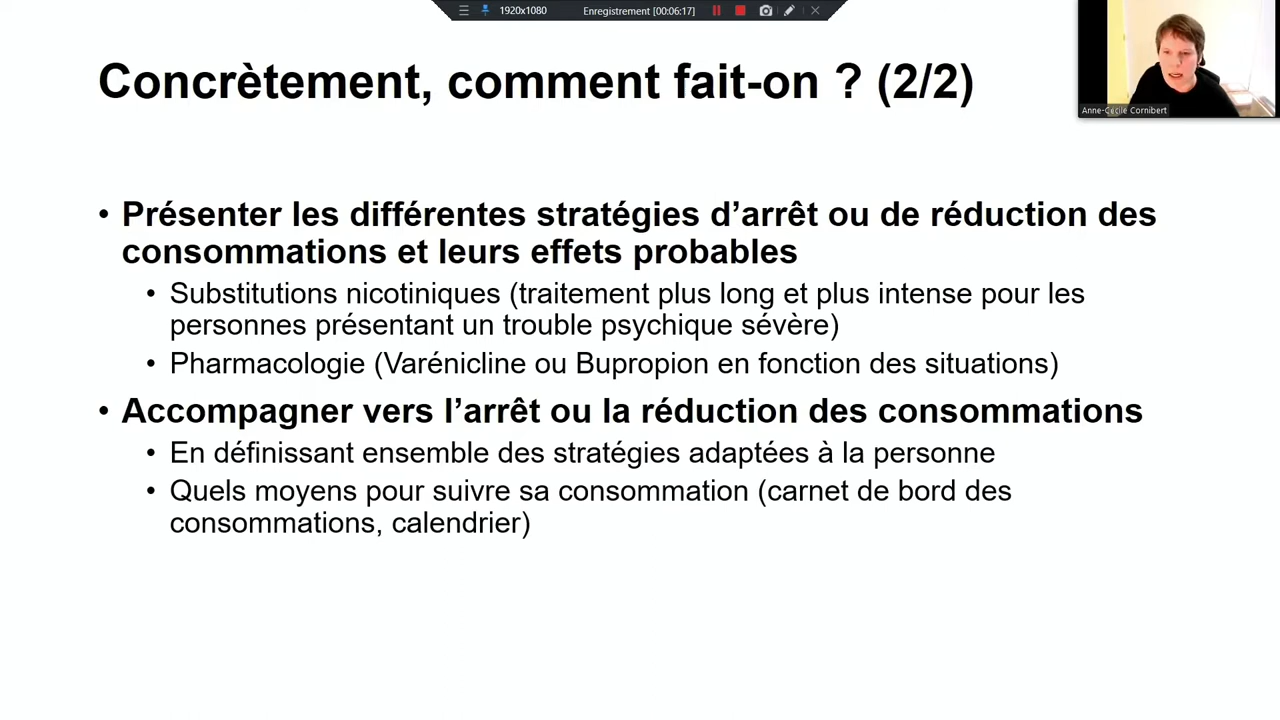 1920x1080 Enregistrement [00:06:17]
Concrètement, comment fait-on ? (2/2)
Anne-Cécile Cornibert
• Présenter les différentes stratégies d’arrêt ou de réduction des
consommations et leurs effets probables
• Substitutions nicotiniques (traitement plus long et plus intense pour les
personnes présentant un trouble psychique sévère)
• Pharmacologie (Varénicline ou Bupropion en fonction des situations)
• Accompagner vers l’arrêt ou la réduction des consommations
• En définissant ensemble des stratégies adaptées à la personne
• Quels moyens pour suivre sa consommation (carnet de bord des
consommations, calendrier)